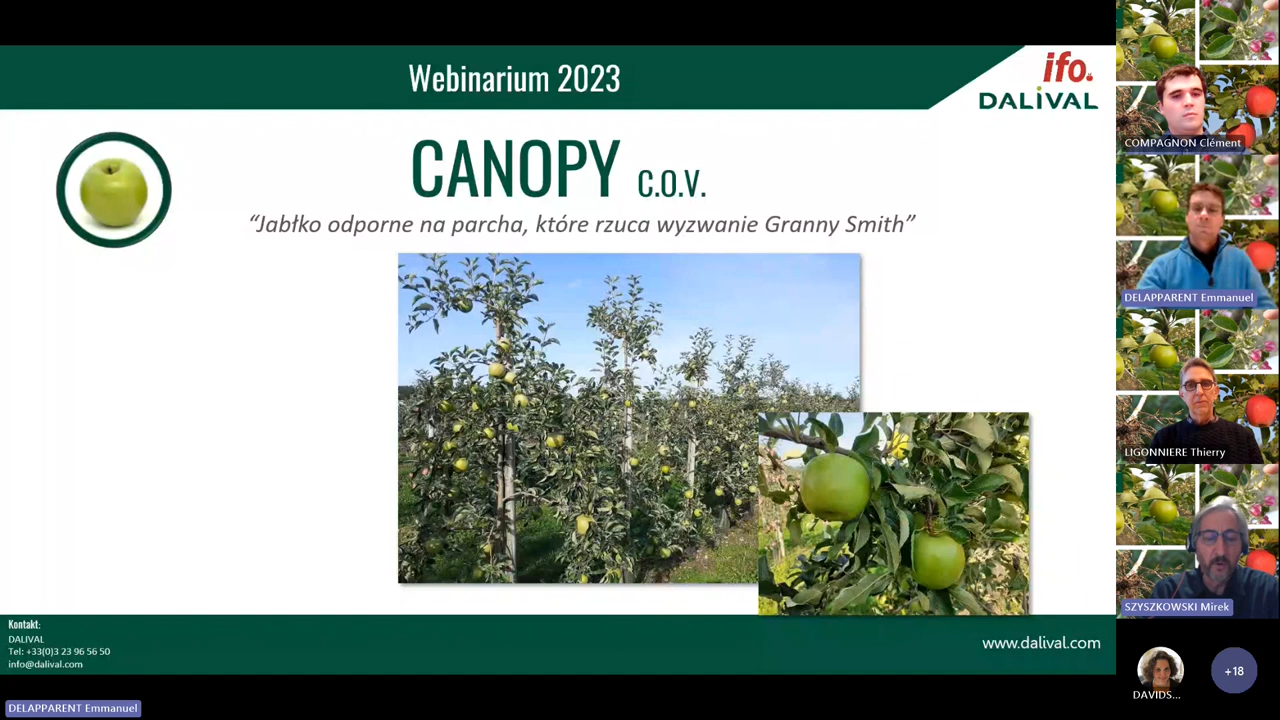 Webinarium 2023
ifo.
DALIVAL
CANOPY C.O.V.
“Jabłko odporne na parcha, które rzuca wyzwanie Granny Smith”
Kontakt:
DALIVAL
Tel: +33(0)3 23 96 56 50
info@dalival.com
www.dalival.com
DELAPPARENT Emmanuel
COMPAGNON Clément
DELAPPARENT Emmanuel
LIGONNIERE Thierry
SZYSZKOWSKI Mirek
DAVIDS...
+18